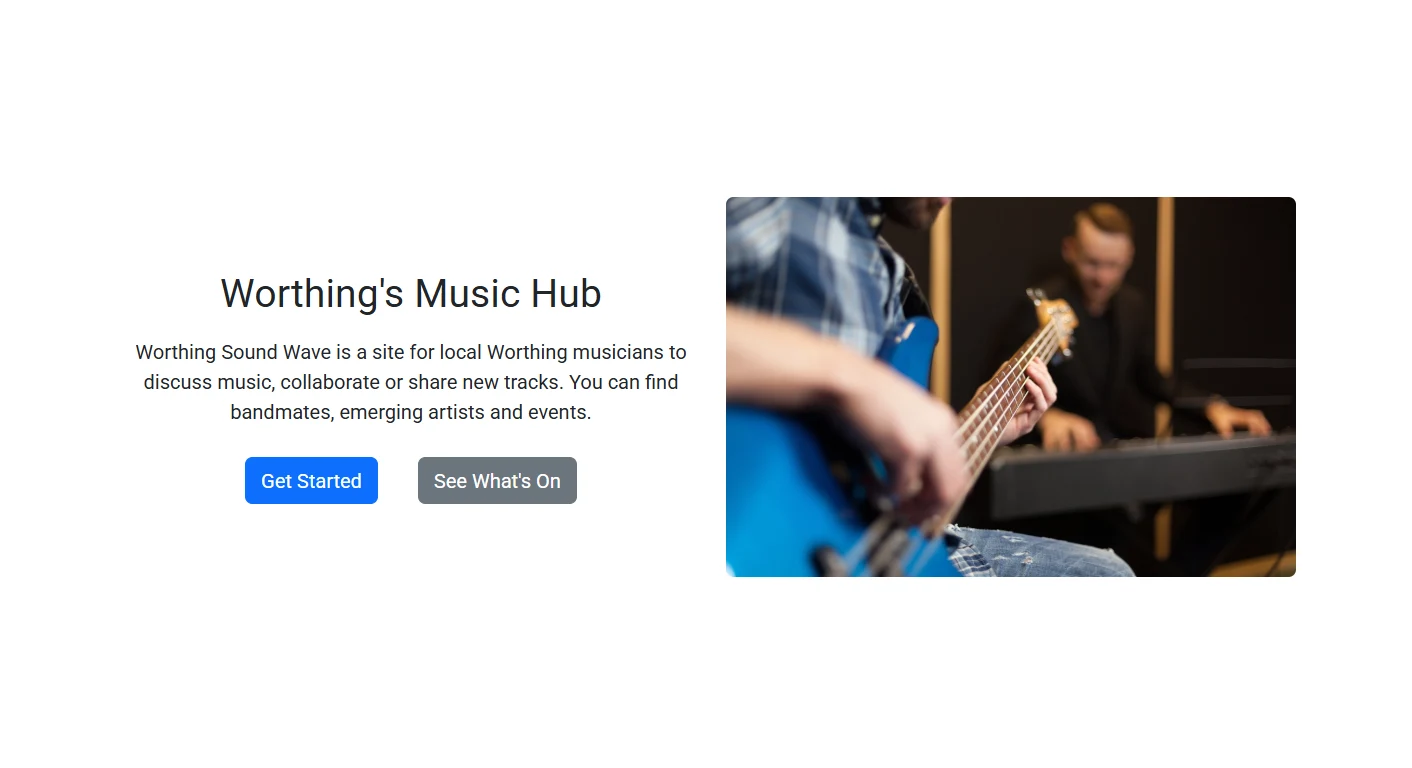 Worthing's Music Hub
Worthing Sound Wave is a site for local Worthing musicians to
discuss music, collaborate or share new tracks. You can find
bandmates, emerging artists and events.
Get Started
See What's On